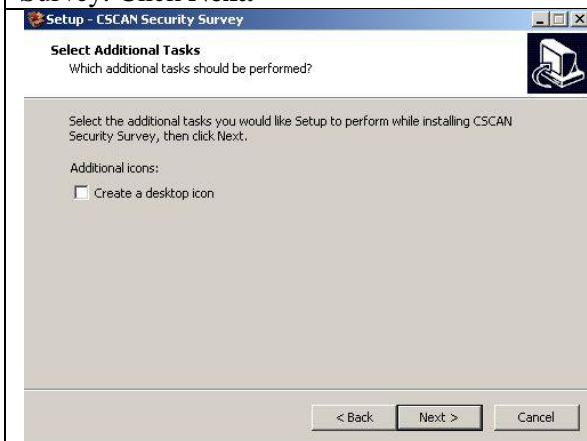 Survey. Click Next.
Setup - CSCAN Security Survey
Select Additional Tasks
Which additional tasks should be performed?
Select the additional tasks you would like Setup to perform while installing CSCAN
Security Survey, then click Next.
Additional icons:
Create a desktop icon
< Back
Next >
Cancel